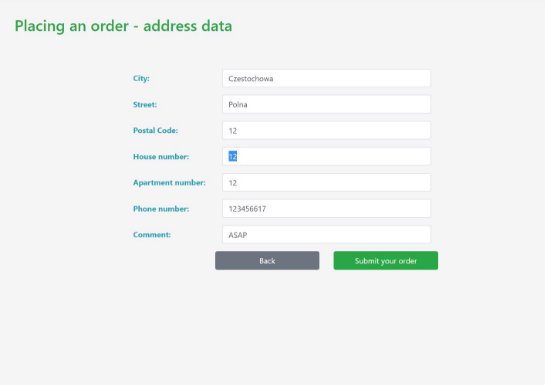 Placing an order - address data
City: Czestochowa
Street: Polna
Postal Code: 12
House number: 12
Apartment number: 12
Phone number: 123456617
Comment: ASAP
Back Submit your order